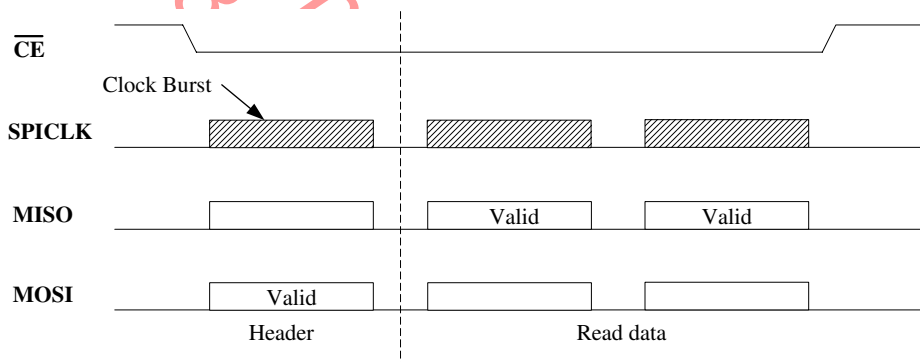 CE
Clock Burst
SPICLK
MISO
Valid Valid
MOSI
Valid
Header Read data